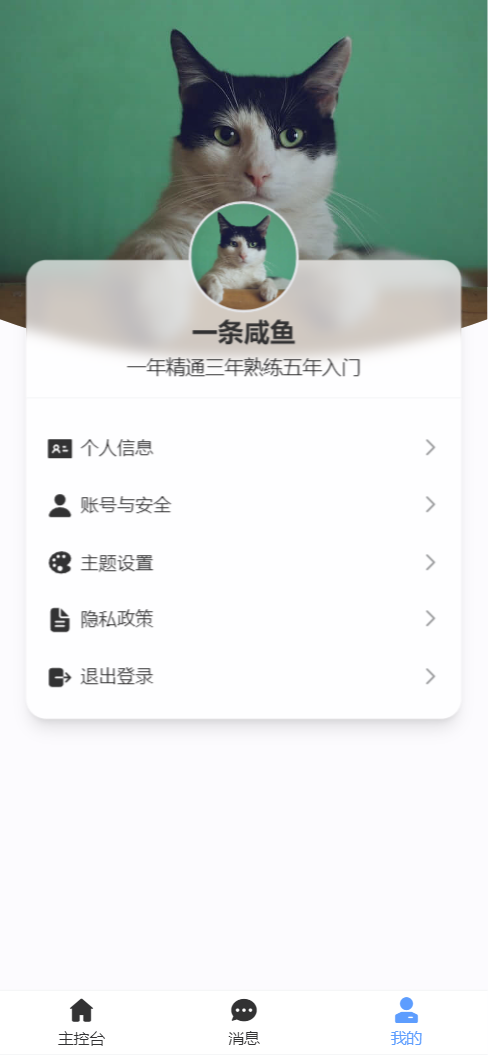 一条咸鱼
一年精通三年熟练五年入门
个人信息
账号与安全
主题设置
隐私政策
退出登录
主控台
消息
我的